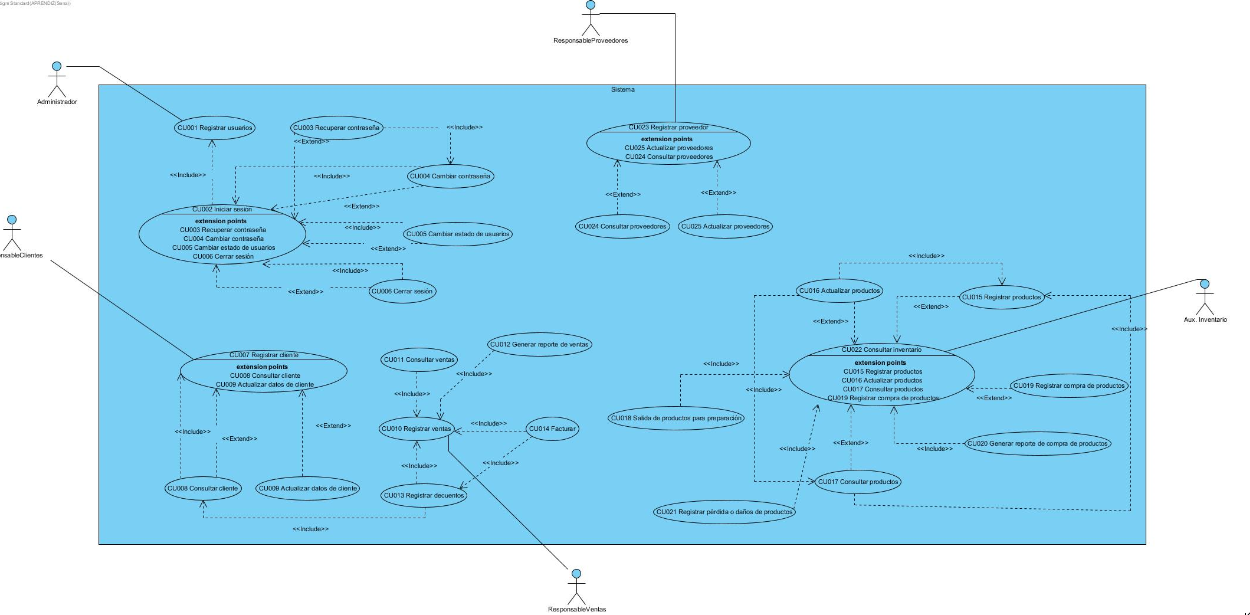 ResponsableProveedores
Administrador
Sistema
CU001 Registrar usuarios
CU003 Recuperar contraseña
<<Include>>
<<Extend>>
<<Include>>
<<Include>>
CU004 Cambiar contraseña
CU002 Iniciar sesión
extension points
CU003 Recuperar contraseña
CU004 Cambiar contraseña
CU005 Cambiar estado de usuarios
CU006 Cerrar sesión
<<Extend>>
<<Include>>
CU005 Cambiar estado de usuarios
<<Extend>>
<<Include>>
<<Extend>>
CU006 Cerrar sesión
CU023 Registrar proveedor
extension points
CU025 Actualizar proveedores
CU024 Consultar proveedores
<<Extend>>
<<Extend>>
CU024 Consultar proveedores
CU025 Actualizar proveedores
nsableClientes
CU007 Registrar cliente
extension points
CU008 Consultar cliente
CU009 Actualizar datos de cliente
<<Include>>
<<Extend>>
<<Extend>>
CU008 Consultar cliente
CU009 Actualizar datos de cliente
<<Include>>
CU011 Consultar ventas
CU012 Generar reporte de ventas
<<Include>>
<<Include>>
CU010 Registrar ventas
<<Include>>
CU014 Facturar
<<Include>>
<<Include>>
CU013 Registrar decuentos
ResponsableVentas
<<Include>>
CU016 Actualizar productos
CU015 Registrar productos
<<Extend>>
<<Extend>>
<<Include>>
Aux. Inventario
CU022 Consultar inventario
extension points
CU015 Registrar productos
CU016 Actualizar productos
CU017 Consultar productos
CU019 Registrar compra de productos
<<Include>>
<<Include>>
CU019 Registrar compra de productos
<<Extend>>
CU018 Salida de productos para preparación
<<Include>>
<<Extend>>
<<Include>>
CU020 Generar reporte de compra de productos
CU017 Consultar productos
CU021 Registrar pérdida o daños de productos